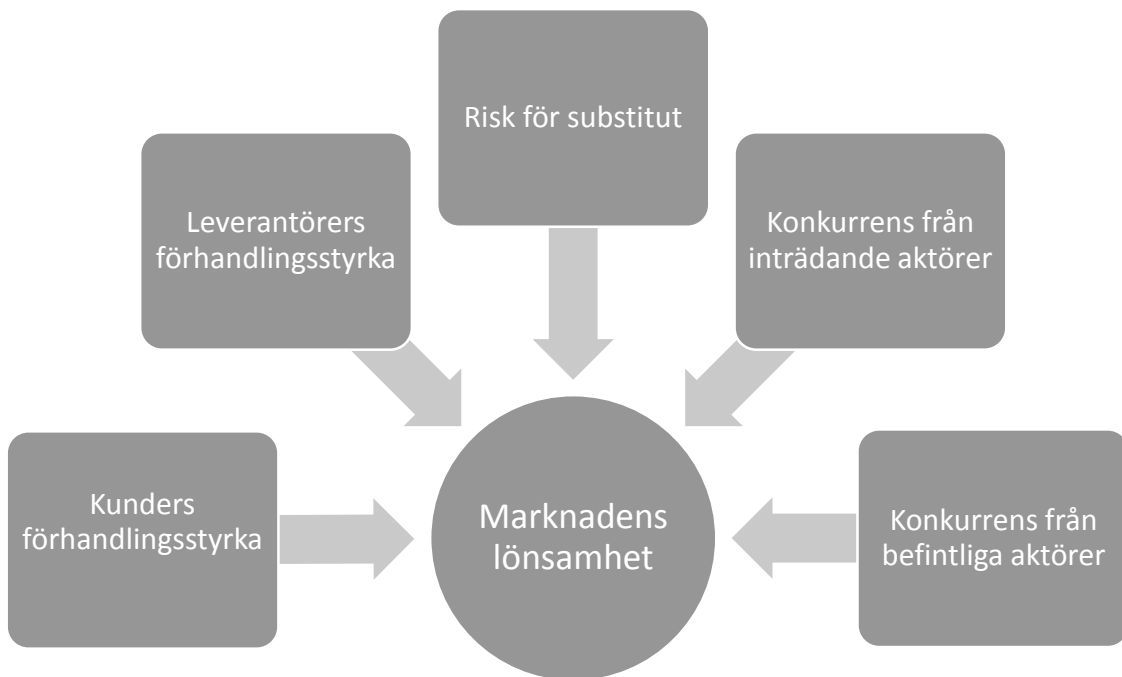 Risk för substitut
Leverantörers
förhandlingsstyrka
Konkurrens från
inträdande aktörer
Kunders
förhandlingsstyrka
Marknadens
lönsamhet
Konkurrens från
befintliga aktörer